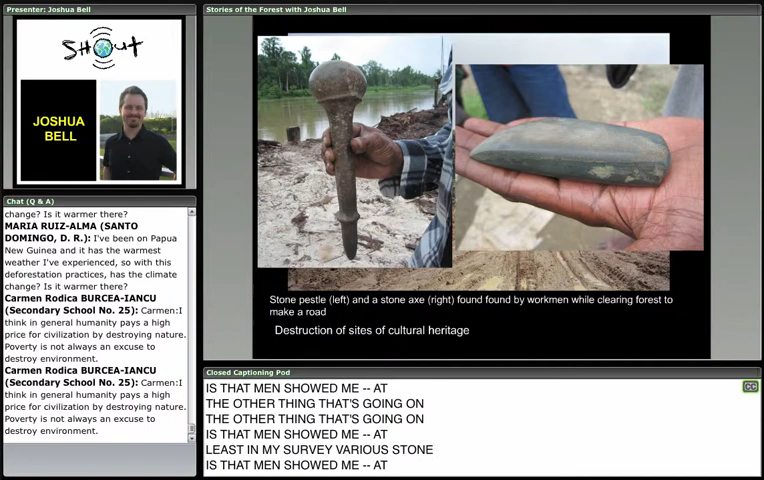 Presenter: Joshua Bell
SHOUT
JOSHUA
BELL
Chat (Q & A)
change? Is it warmer there?
MARIA RUIZ-ALMA (SANTO
DOMINGO, D. R.): I've been on Papua
New Guinea and it has the warmest
weather I've experienced, so with this
deforestation practices, has the climate
change? Is it warmer there?
Carmen Rodica BURCEA-IANCU
(Secondary School No. 25): Carmen:I
think in general humanity pays a high
price for civilization by destroying nature.
Poverty is not always an excuse to
destroy environment.
Carmen Rodica BURCEA-IANCU
(Secondary School No. 25): Carmen:I
think in general humanity pays a high
price for civilization by destroying nature.
Poverty is not always an excuse to
destroy environment.
Stories of the Forest with Joshua Bell
Stone pestle (left) and a stone axe (right) found found by workmen while clearing forest to
make a road
Destruction of sites of cultural heritage
Closed Captioning Pod
CC
IS THAT MEN SHOWED ME -- AT
THE OTHER THING THAT'S GOING ON
THE OTHER THING THAT'S GOING ON
IS THAT MEN SHOWED ME -- AT
LEAST IN MY SURVEY VARIOUS STONE
IS THAT MEN SHOWED ME -- AT